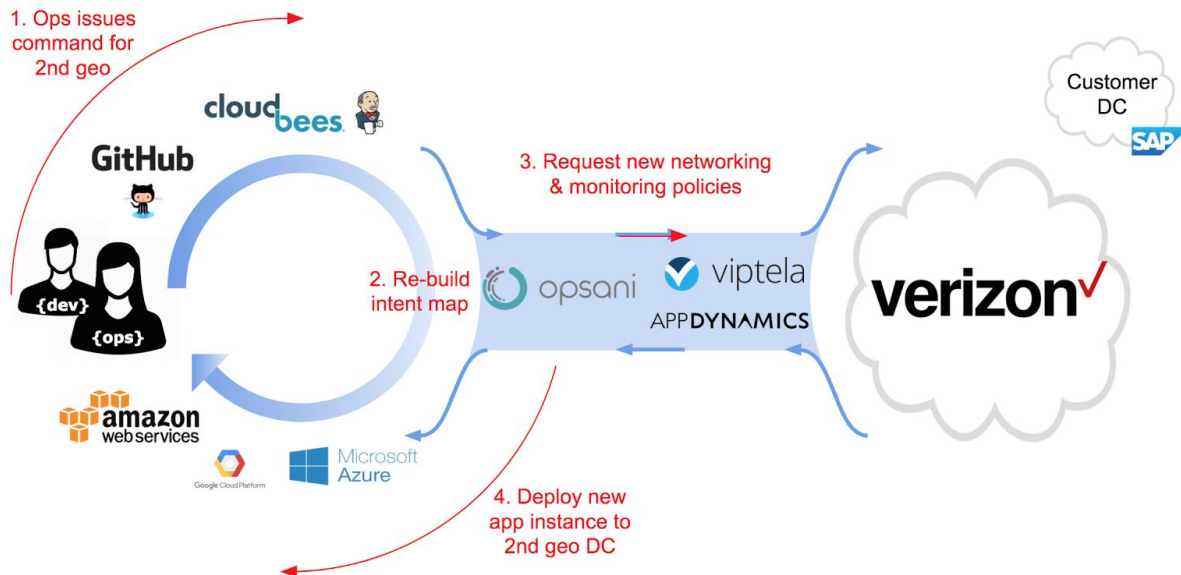 1. Ops issues
command for
2nd geo
cloudbees.
GitHub
{dev}
{ops}
amazon
web services
Google Cloud Platform
Microsoft
Azure
2. Re-build
intent map
opsani
3. Request new networking
& monitoring policies
viptela
APPDYNAMICS
4. Deploy new
app instance to
2nd geo DC
Customer
DC
SAP
verizon